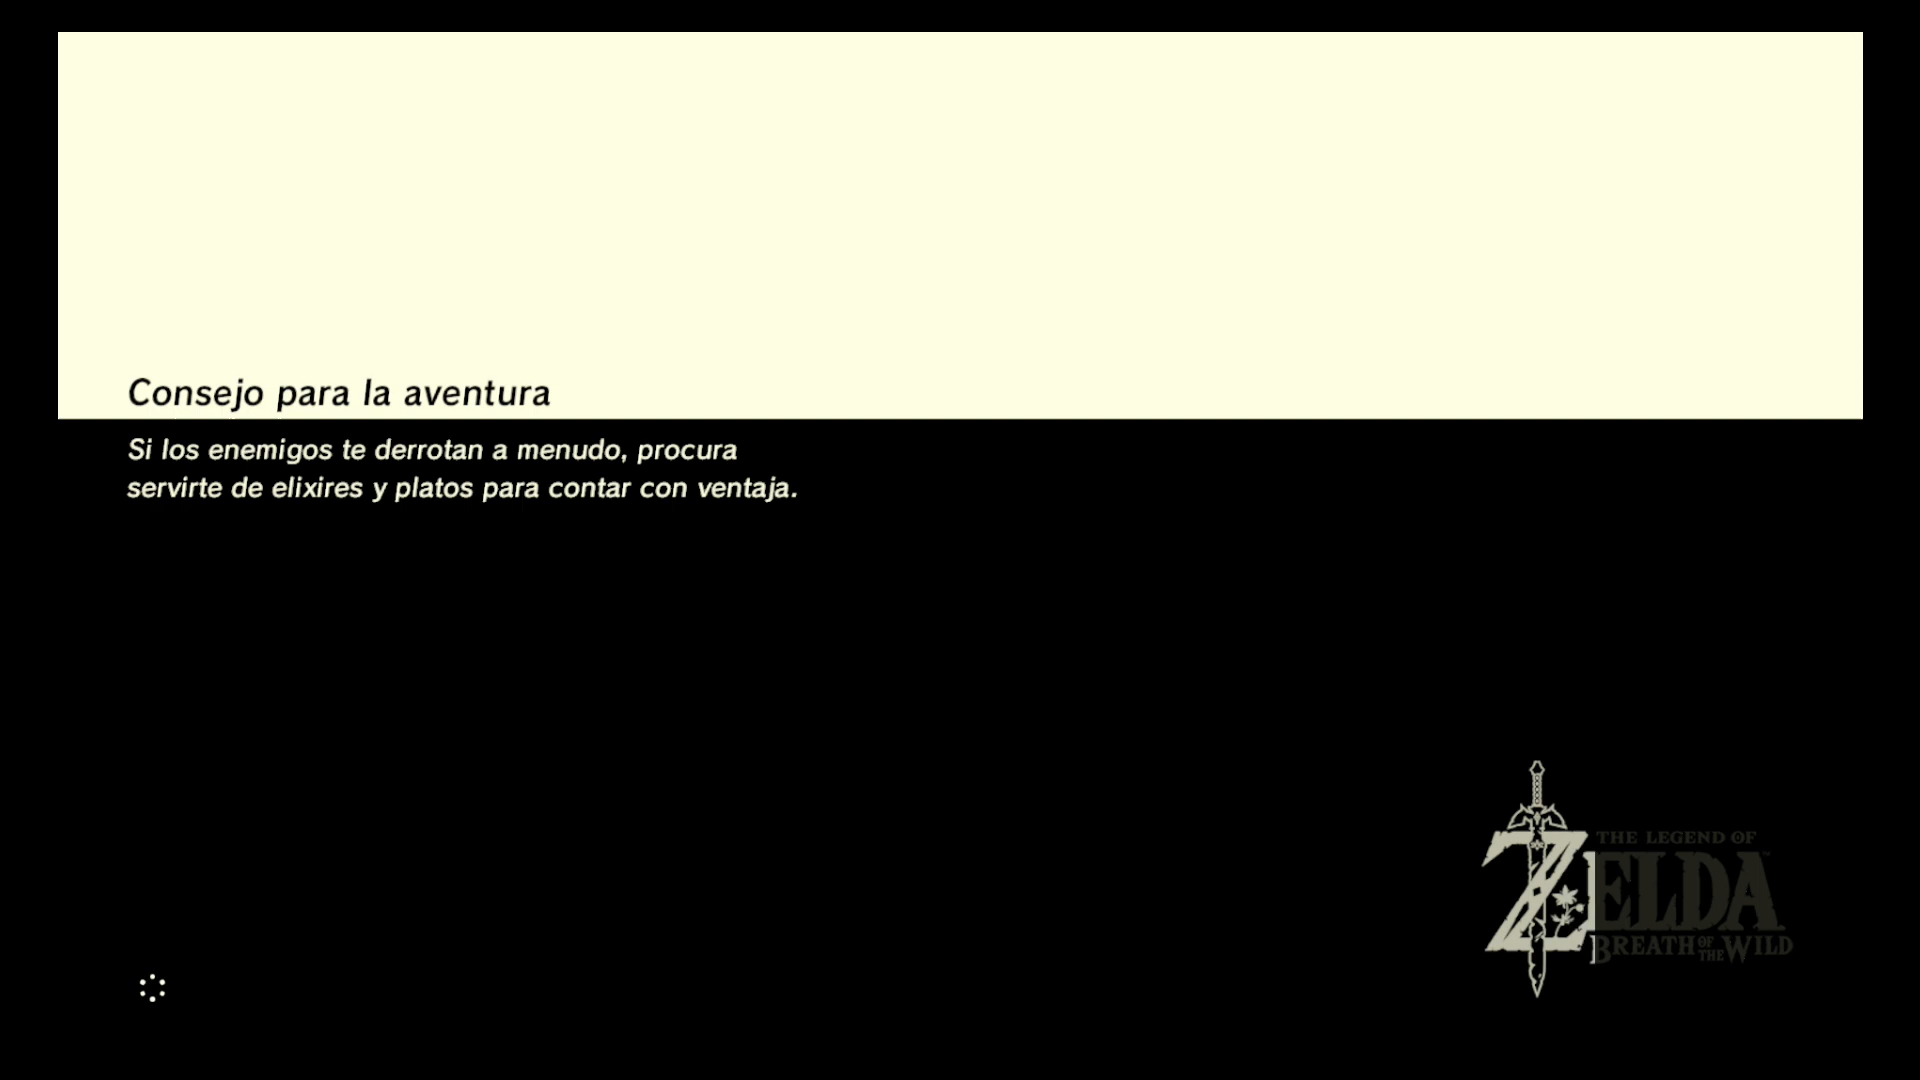 Consejo para la aventura
Si los enemigos te derrotan a menudo, procura
servirte de elixires y platos para contar con ventaja.
THE LEGEND OF
ZELDA
BREATH OF THE WILD